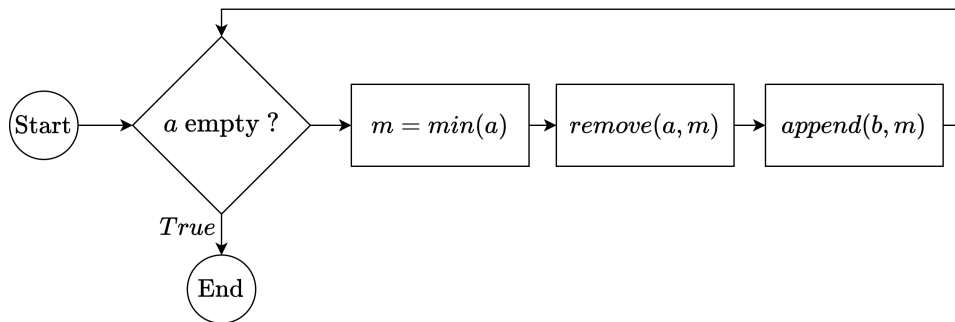 Start
a empty ?
m = min(a)
remove(a, m)
append(b, m)
True
End